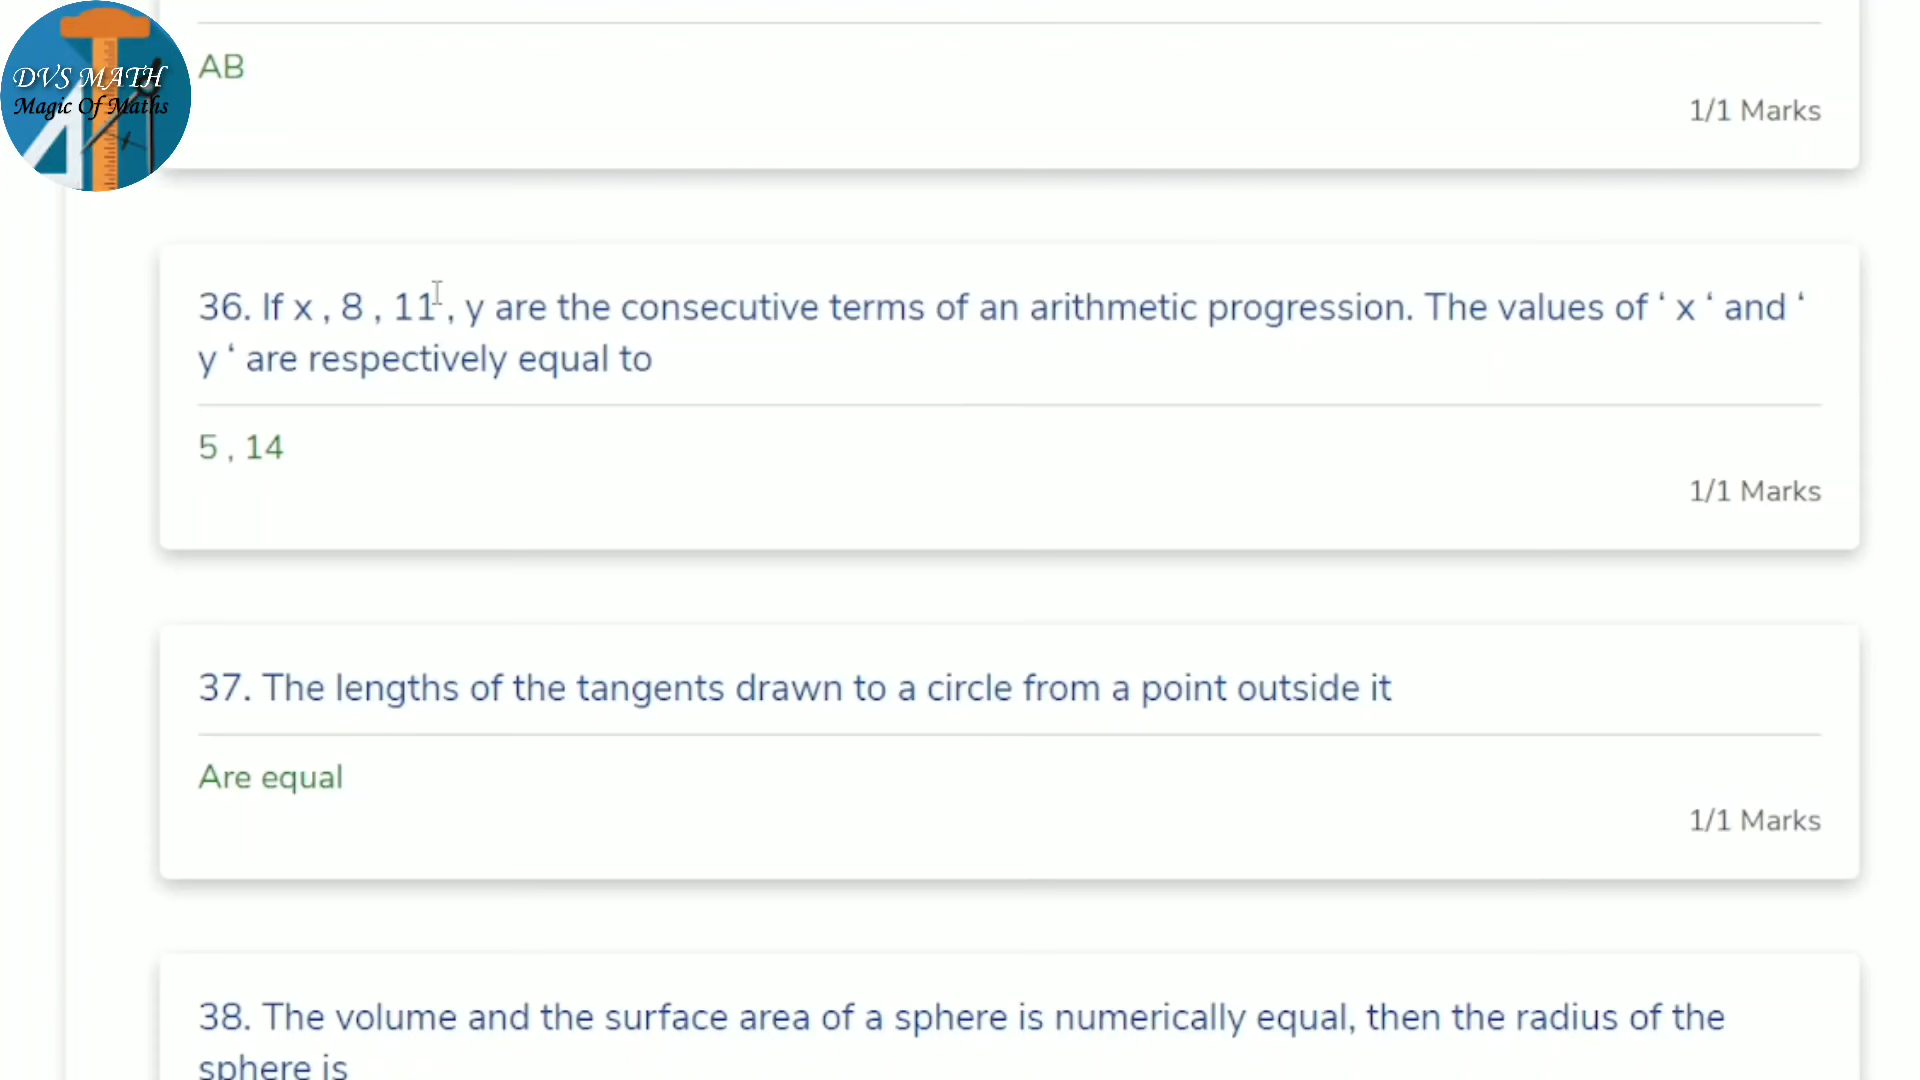 DVS MATH
Magic Of Maths
AB
1/1 Marks
36. If x , 8 , 11 , y are the consecutive terms of an arithmetic progression. The values of ‘ x ‘ and ‘
y ‘ are respectively equal to
5 , 14
1/1 Marks
37. The lengths of the tangents drawn to a circle from a point outside it
Are equal
1/1 Marks
38. The volume and the surface area of a sphere is numerically equal, then the radius of the
sphere is